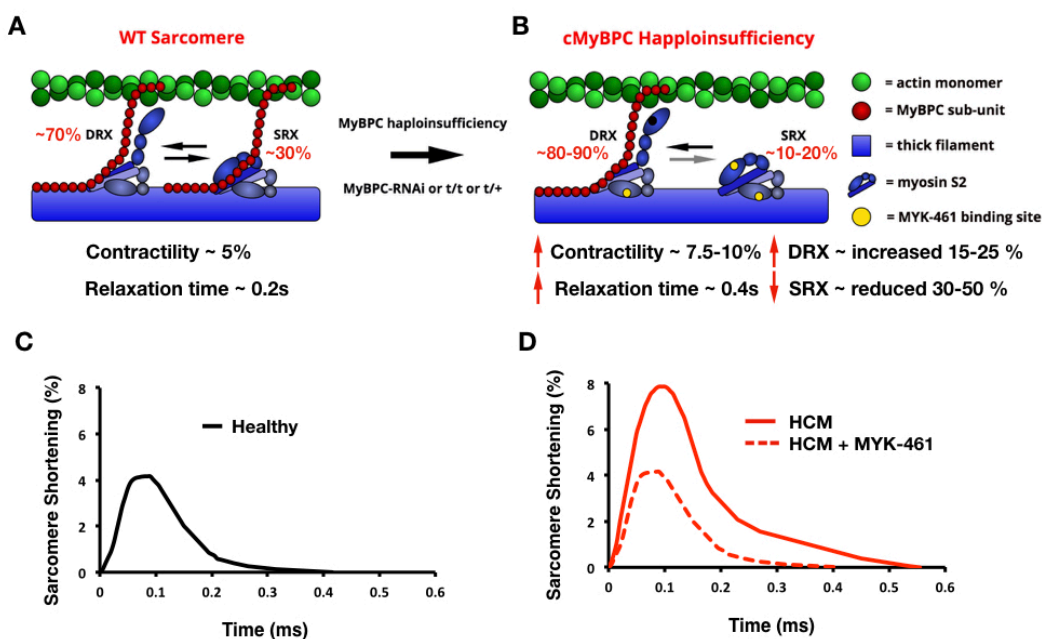 A
WT Sarcomere
~70% DRX
SRX
~30%
Contractility ~ 5%
Relaxation time ~ 0.2s
MyBPC haploinsufficiency
MyBPC-RNAi or t/t or t/+
B
cMyBPC Happloinsufficiency
DRX
~80-90%
SRX
~10-20%
= actin monomer
= MyBPC sub-unit
= thick filament
= myosin S2
= MYK-461 binding site
Contractility ~ 7.5-10%
DRX ~ increased 15-25 %
Relaxation time ~ 0.4s
SRX ~ reduced 30-50 %
C
Sarcomere Shortening (%)
8
6
4
2
0
Healthy
0 0.1 0.2 0.3 0.4 0.5 0.6
Time (ms)
D
Sarcomere Shortening (%)
8
6
4
2
0
HCM
HCM + MYK-461
0 0.1 0.2 0.3 0.4 0.5 0.6
Time (ms)